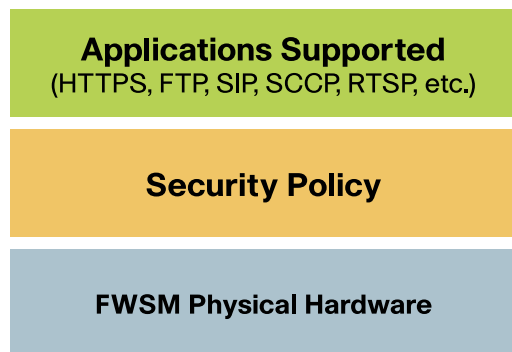 Applications Supported
(HTTPS, FTP, SIP, SCCP, RTSP, etc.)
Security Policy
FWSM Physical Hardware